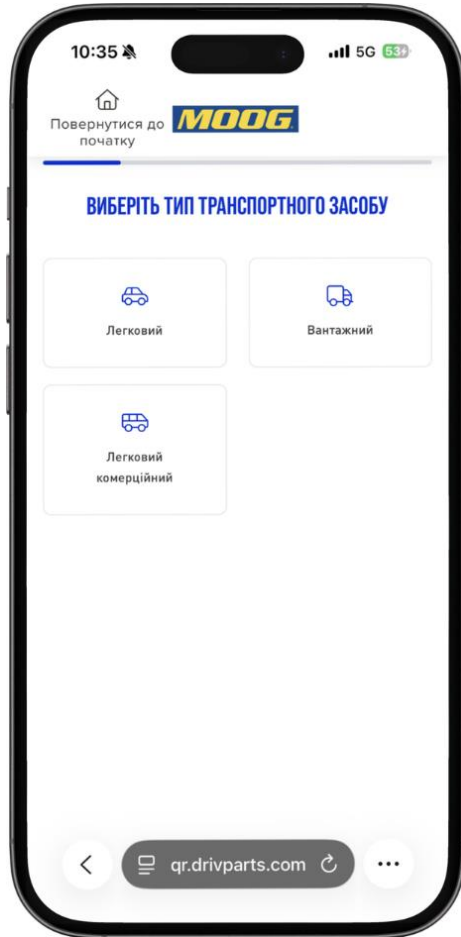 10:35
5G 53
Повернутися до
початку
MOOG
ВИБЕРІТЬ ТИП ТРАНСПОРТНОГО ЗАСОБУ
Легковий
Вантажний
Легковий
комерційний
qr.drivparts.com